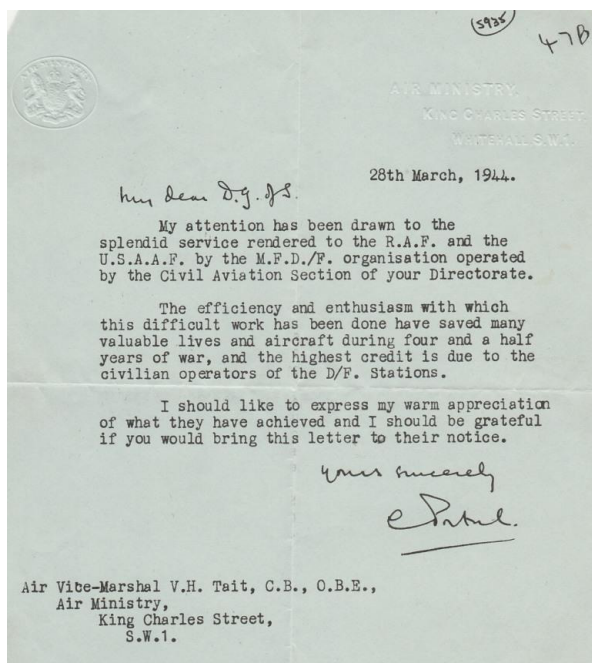 5935
47B
AIR MINISTRY
AIR MINISTRY,
KING CHARLES STREET,
WHITEHALL. S.W.1.
28th March, 1944.
My dear D.G. of S.
My attention has been drawn to the
splendid service rendered to the R.A.F. and the
U.S.A.A.F. by the M.F.D./F. organisation operated
by the Civil Aviation Section of your Directorate.
The efficiency and enthusiasm with which
this difficult work has been done have saved many
valuable lives and aircraft during four and a half
years of war, and the highest credit is due to the
civilian operators of the D/F. Stations.
I should like to express my warm appreciation
of what they have achieved and I should be grateful
if you would bring this letter to their notice.
Yours sincerely
C Portal.
Air Vice-Marshal V.H. Tait, C.B., O.B.E.,
Air Ministry,
King Charles Street,
S.W.1.